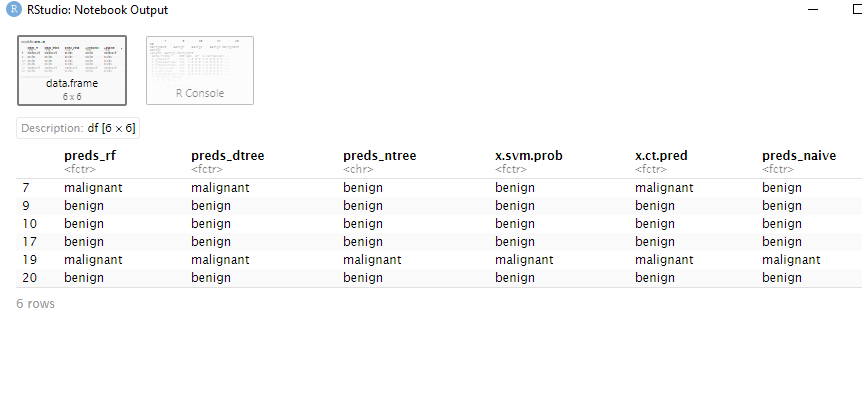 R RStudio: Notebook Output
data.frame
6 x 6
R Console
Description: df [6 × 6]
preds_rf preds_dtree preds_ntree x.svm.prob x.ct.pred preds_naive
<fctr> <fctr> <chr> <fctr> <fctr> <fctr>
7 malignant malignant benign benign malignant benign
9 benign benign benign benign benign benign
10 benign benign benign benign benign benign
17 benign benign benign benign benign benign
19 malignant malignant malignant malignant malignant malignant
20 benign benign benign benign benign benign
6 rows